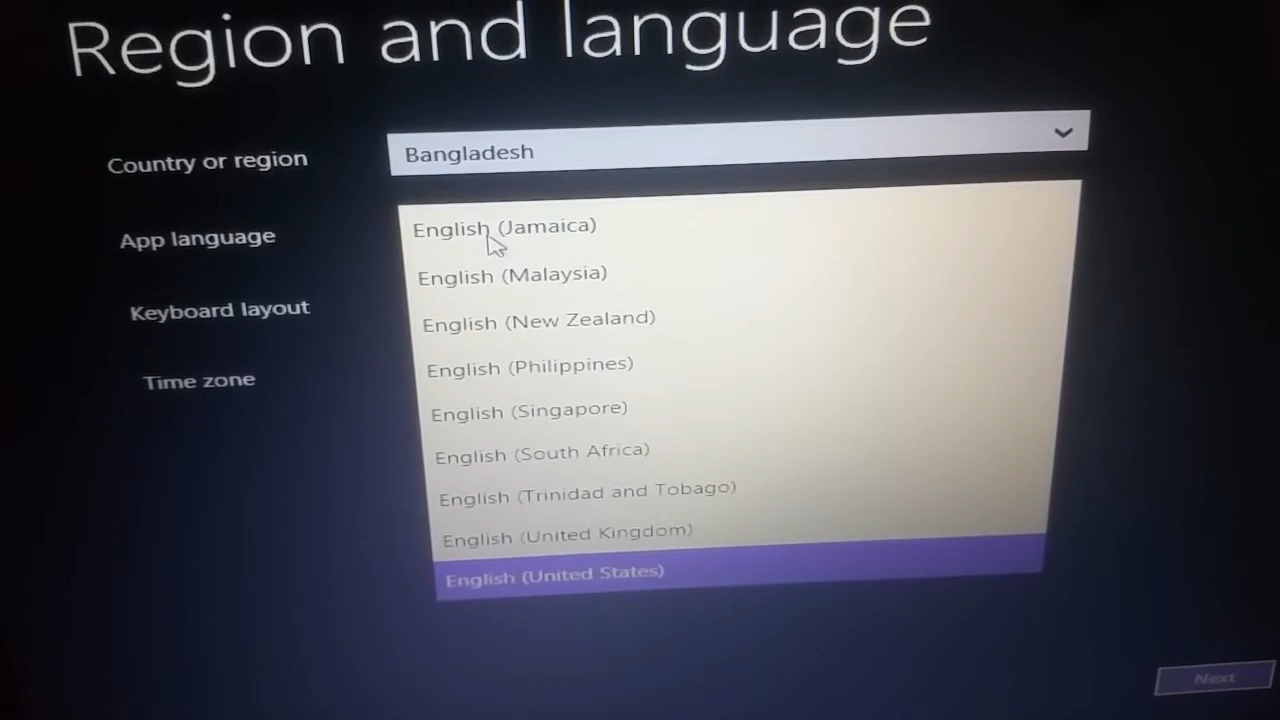 Region and language
Country or region
Bangladesh
App language
English (Jamaica)
English (Malaysia)
Keyboard layout
English (New Zealand)
Time zone
English (Philippines)
English (Singapore)
English (South Africa)
English (Trinidad and Tobago)
English (United Kingdom)
English (United States)
Next